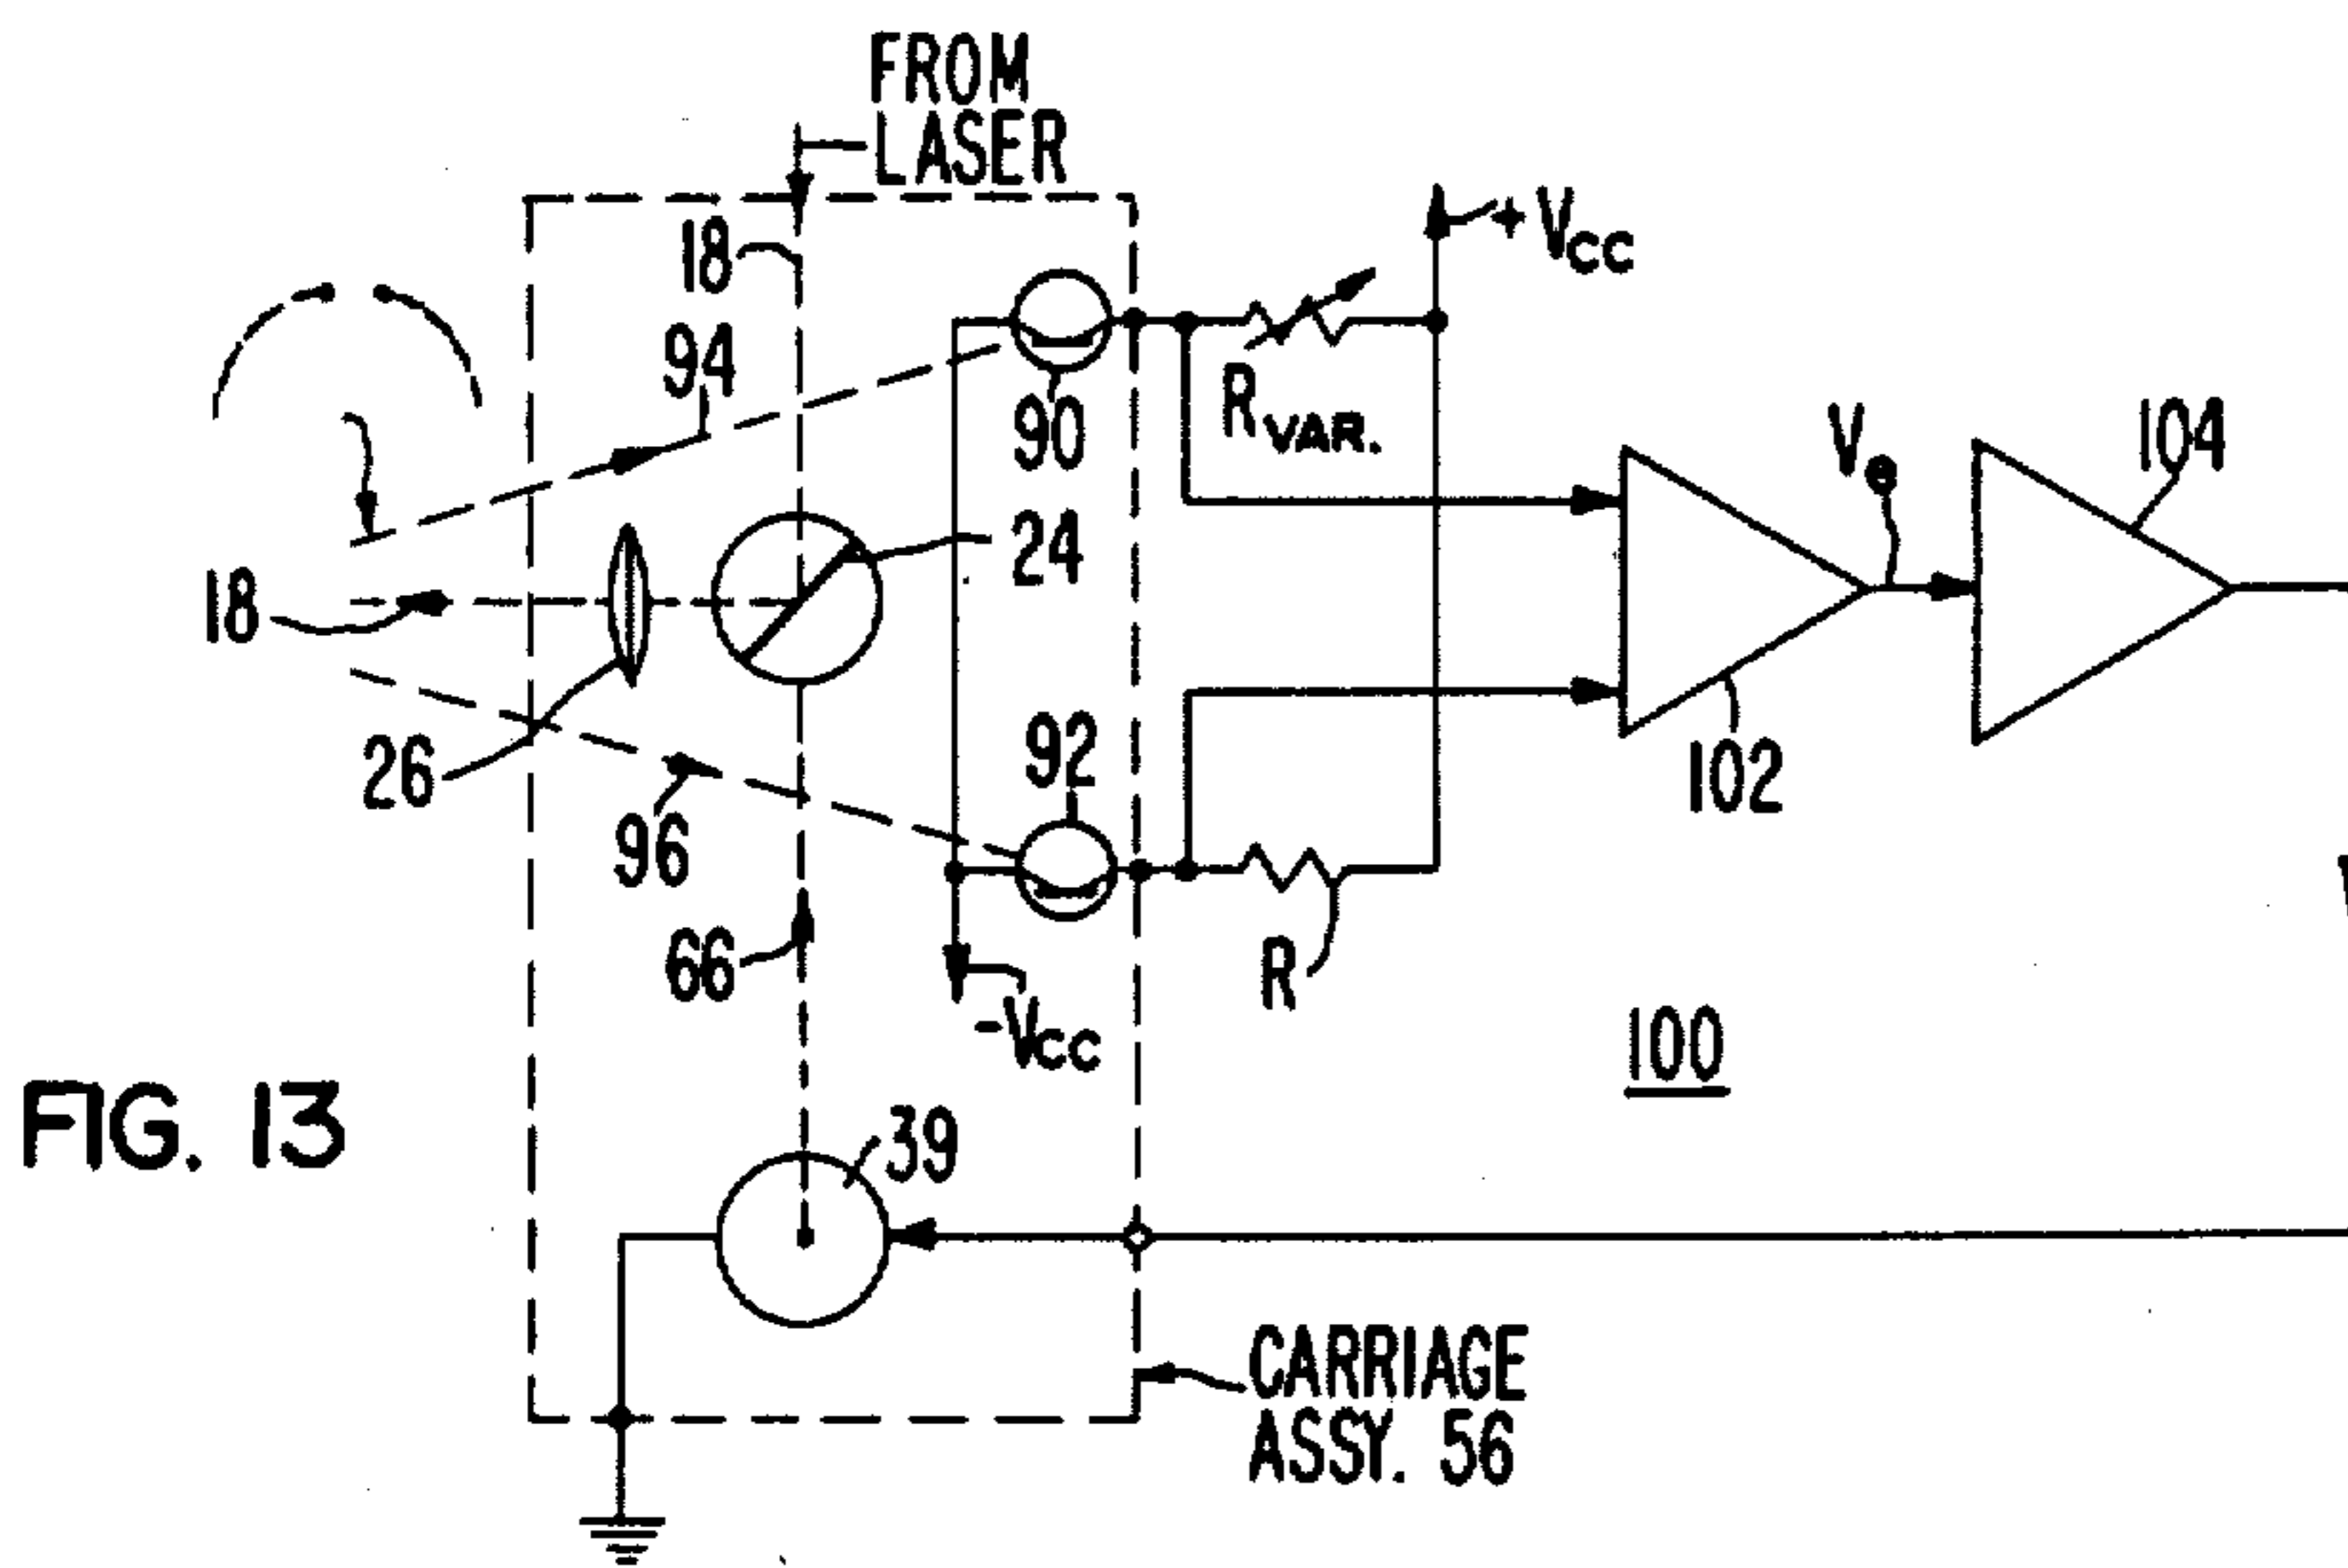 FROM
LASER
18
+Vcc
94
90
RVAR.
Ve
104
24
18
26
92
102
96
66
R
-Vcc
100
FIG. 13
39
CARRIAGE
ASSY. 56